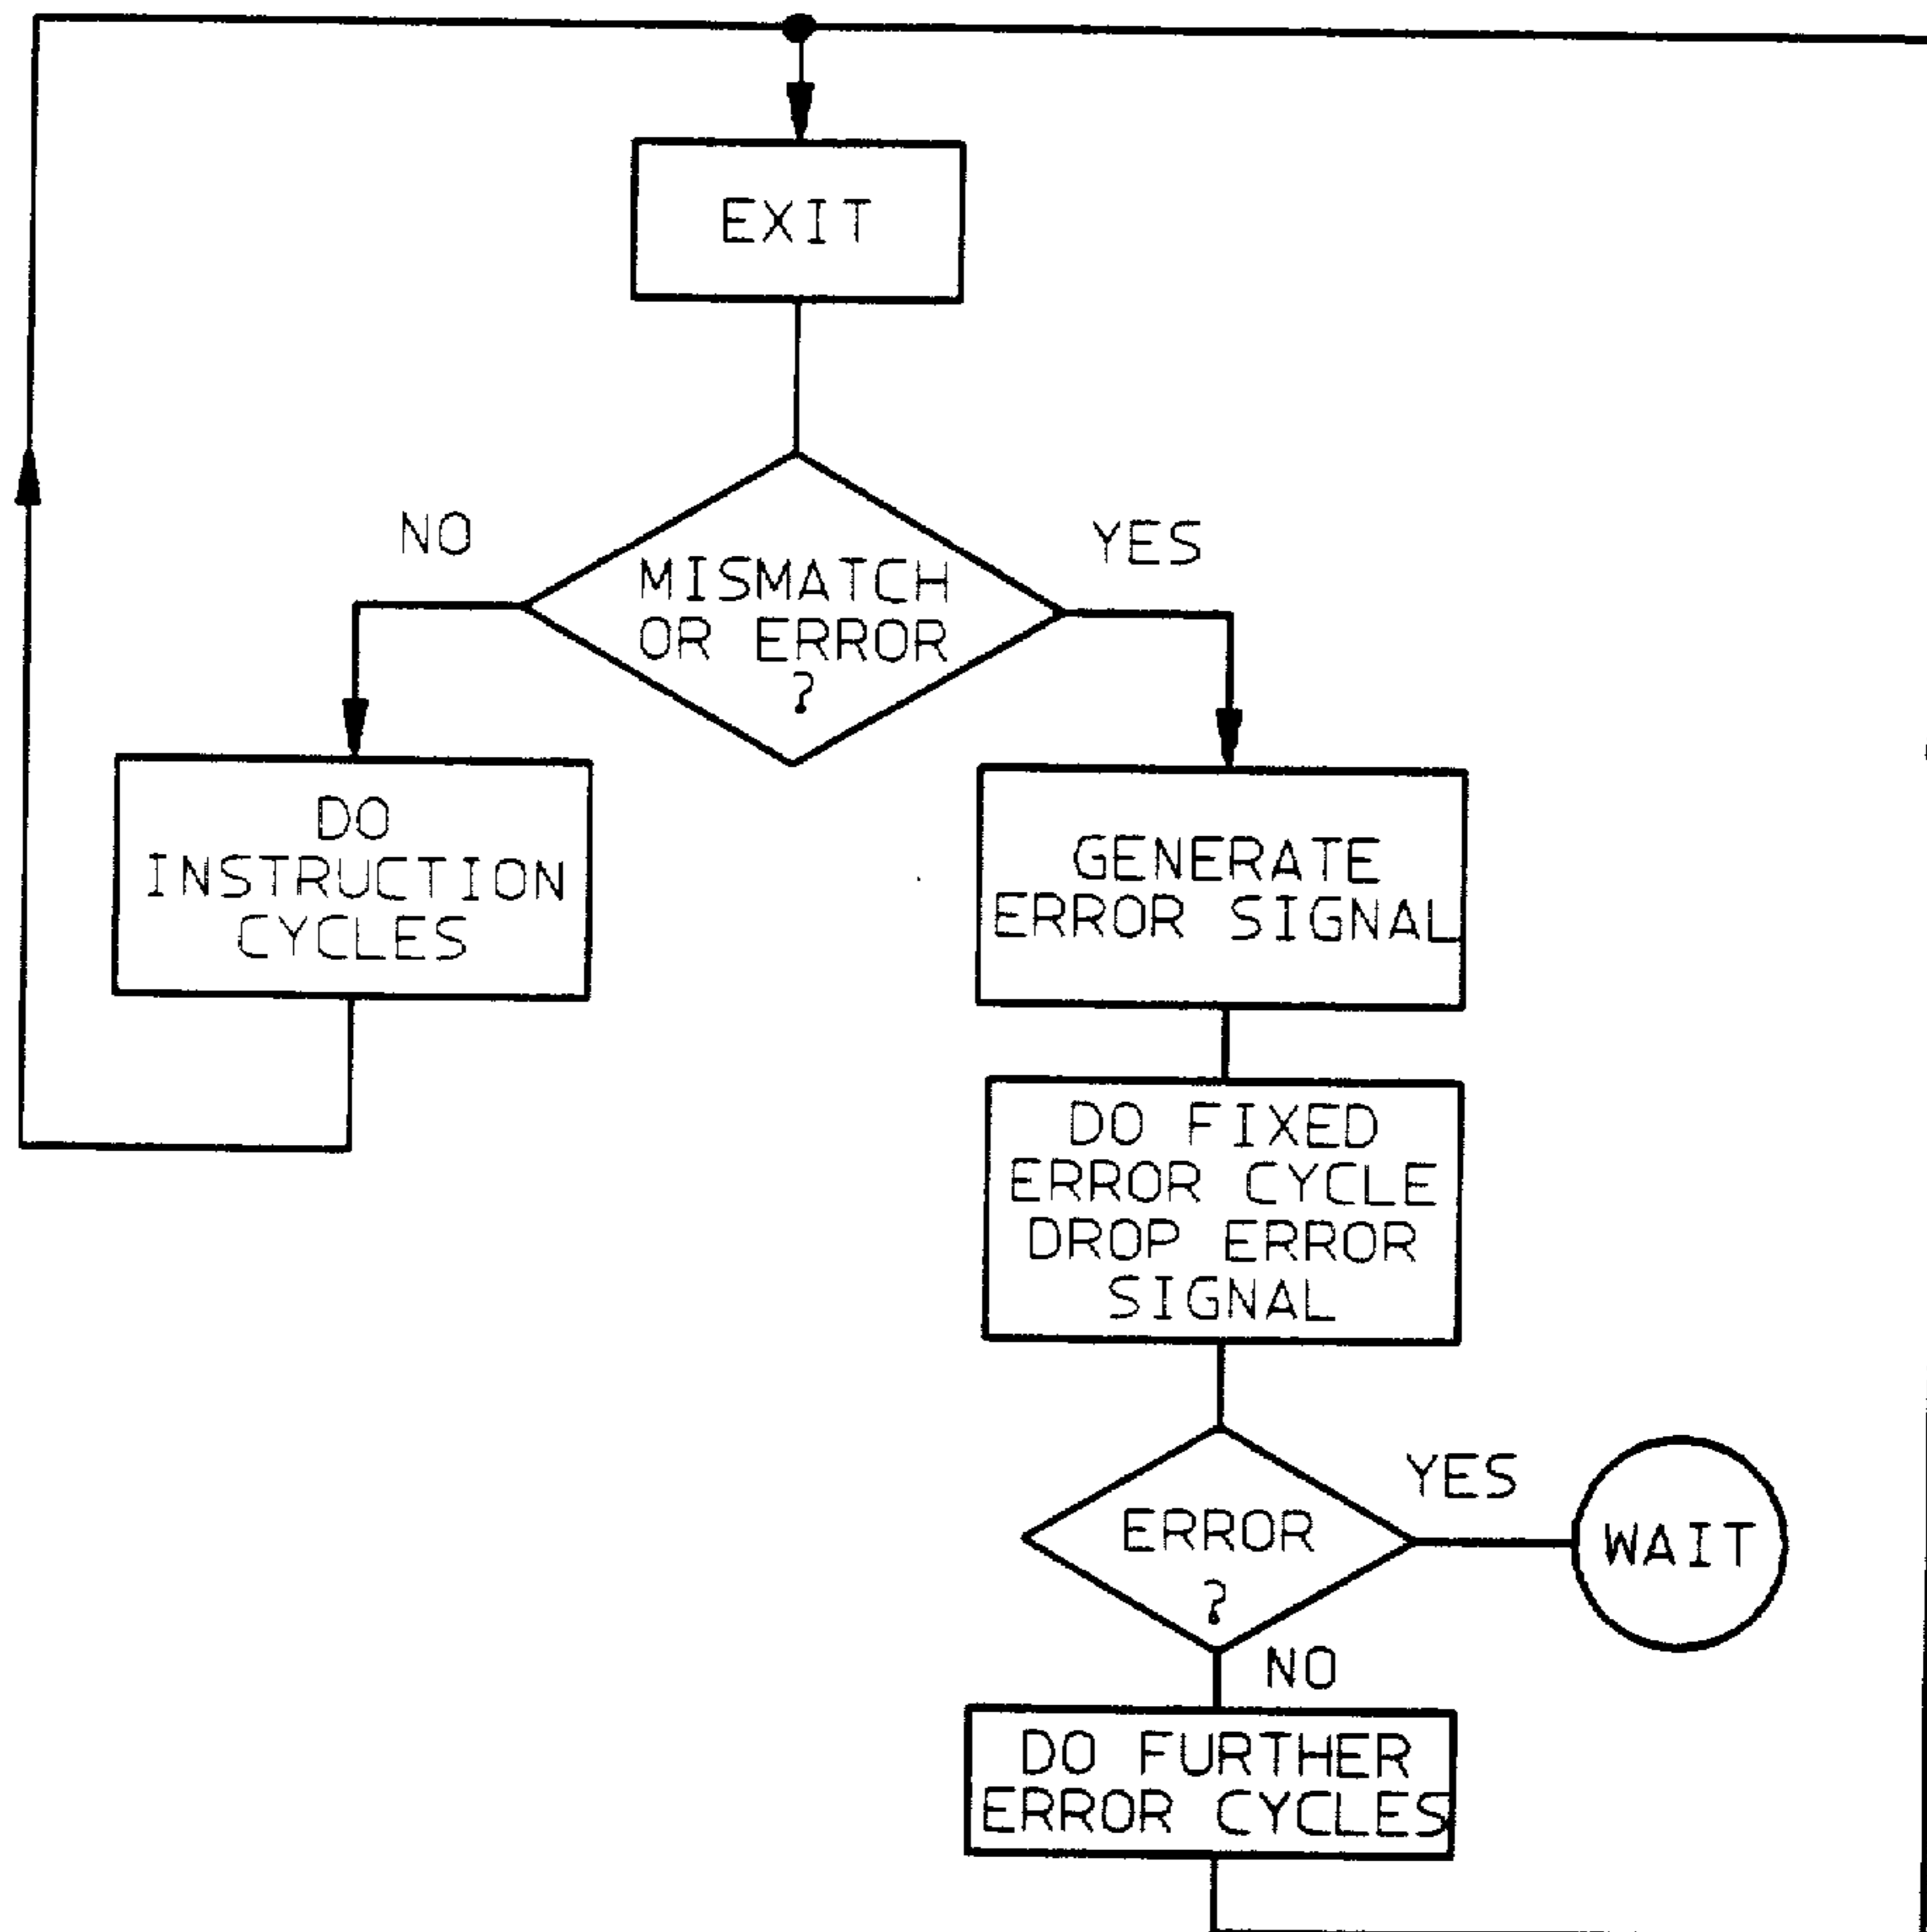 EXIT
NO
YES
MISMATCH
OR ERROR
?
DO
INSTRUCTION
CYCLES
GENERATE
ERROR SIGNAL
DO FIXED
ERROR CYCLE
DROP ERROR
SIGNAL
YES
ERROR
?
WAIT
NO
DO FURTHER
ERROR CYCLES